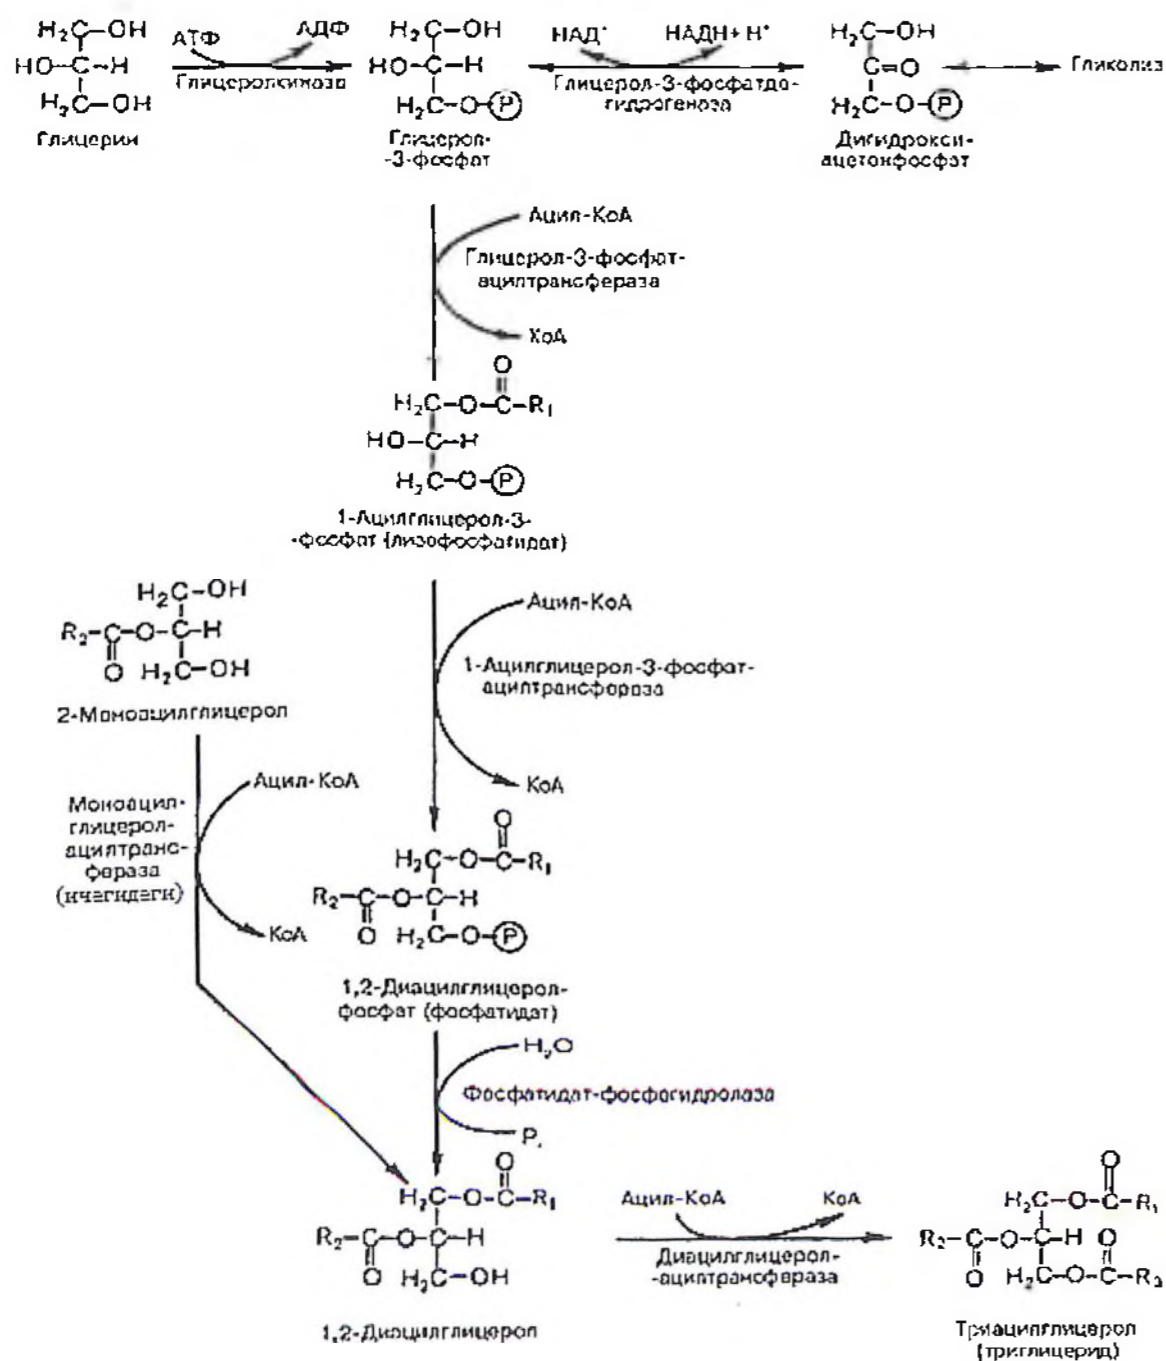 H₂C–OH
HO–C–H
H₂C–OH
Глицерин
АТФ
АДФ
Глицеролкиназа
H₂C–OH
HO–C–H
H₂C–O–P
Глицерол-
-3-фосфат
НАД⁺
НАДН + Н⁺
Глицерол-3-фосфатде-
гидрогеназа
H₂C–OH
C=O
H₂C–O–P
Дигидрокси-
ацетонфосфат
Гликолиз
Ацил-КоА
Глицерол-3-фосфат-
ацилтрансфераза
КоА
O
H₂C–O–C–R₁
HO–C–H
H₂C–O–P
1-Ацилглицерол-3-
-фосфат (лизофосфатидат)
H₂C–OH
R₂–C–O–C–H
O H₂C–OH
2-Моноацилглицерол
Ацил-КоА
1-Ацилглицерол-3-фосфат-
ацилтрансфераза
КоА
Ацил-КоА
Моноацил-
глицерол-
ацилтранс-
фераза
(ичагидаги)
КоА
O
H₂C–O–C–R₁
R₂–C–O–C–H
O H₂C–O–P
1,2-Диацилглицерол-
фосфат (фосфатидат)
H₂O
Фосфатидат-фосфогидролаза
Pᵢ
O
H₂C–O–C–R₁
R₂–C–O–C–H
O H₂C–OH
1,2-Диацилглицерол
Ацил-КоА
КоА
Диацилглицерол-
-ацилтрансфераза
O
H₂C–O–C–R₁
R₂–C–O–C–H O
O H₂C–O–C–R₃
Триацилглицерол
(триглицерид)